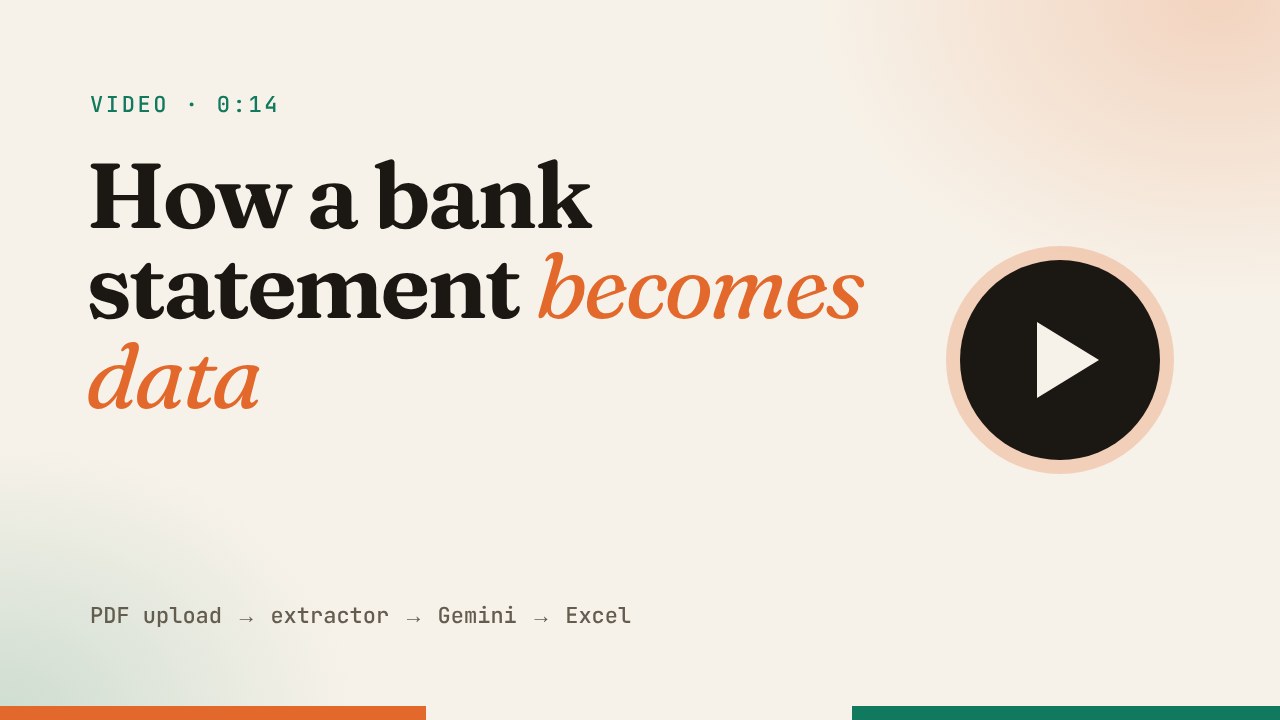 VIDEO · 0:14
How a bank
statement becomes
data
PDF upload → extractor → Gemini → Excel